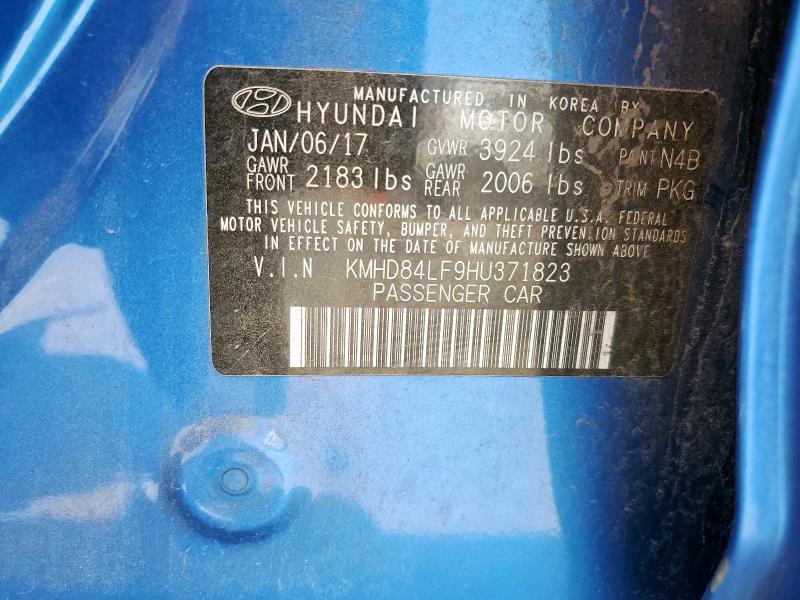 MANUFACTURED IN KOREA BY
HYUNDAI MOTOR COMPANY
JAN/06/17 GVWR 3924 lbs PAINT N4B
GAWR FRONT 2183 lbs GAWR REAR 2006 lbs TRIM PKG
THIS VEHICLE CONFORMS TO ALL APPLICABLE U.S.A. FEDERAL
MOTOR VEHICLE SAFETY, BUMPER, AND THEFT PREVENTION STANDARDS
IN EFFECT ON THE DATE OF MANUFACTURE SHOWN ABOVE
V.I.N KMHD84LF9HU371823
PASSENGER CAR